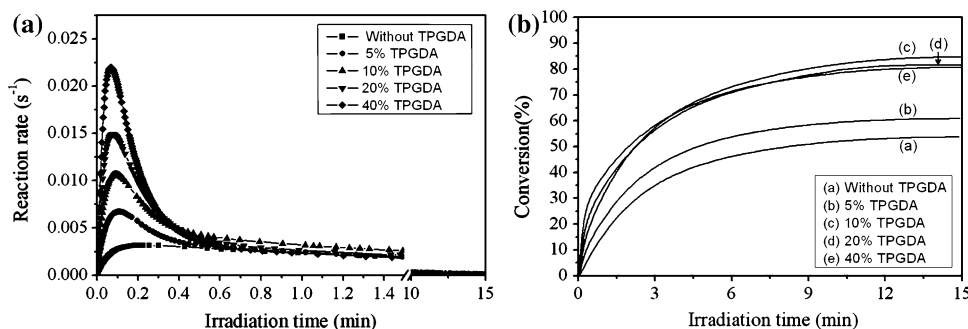 (a)
Reaction rate (s-1)
0.025
0.020
0.015
0.010
0.005
0.000
Without TPGDA
5% TPGDA
10% TPGDA
20% TPGDA
40% TPGDA
0.0 0.2 0.4 0.6 0.8 1.0 1.2 1.4 10 15
Irradiation time (min)
(b)
Conversion(%)
100
90
80
70
60
50
40
30
20
10
0
(c)
(d)
(e)
(b)
(a)
(a) Without TPGDA
(b) 5% TPGDA
(c) 10% TPGDA
(d) 20% TPGDA
(e) 40% TPGDA
0 3 6 9 12 15
Irradiation time (min)